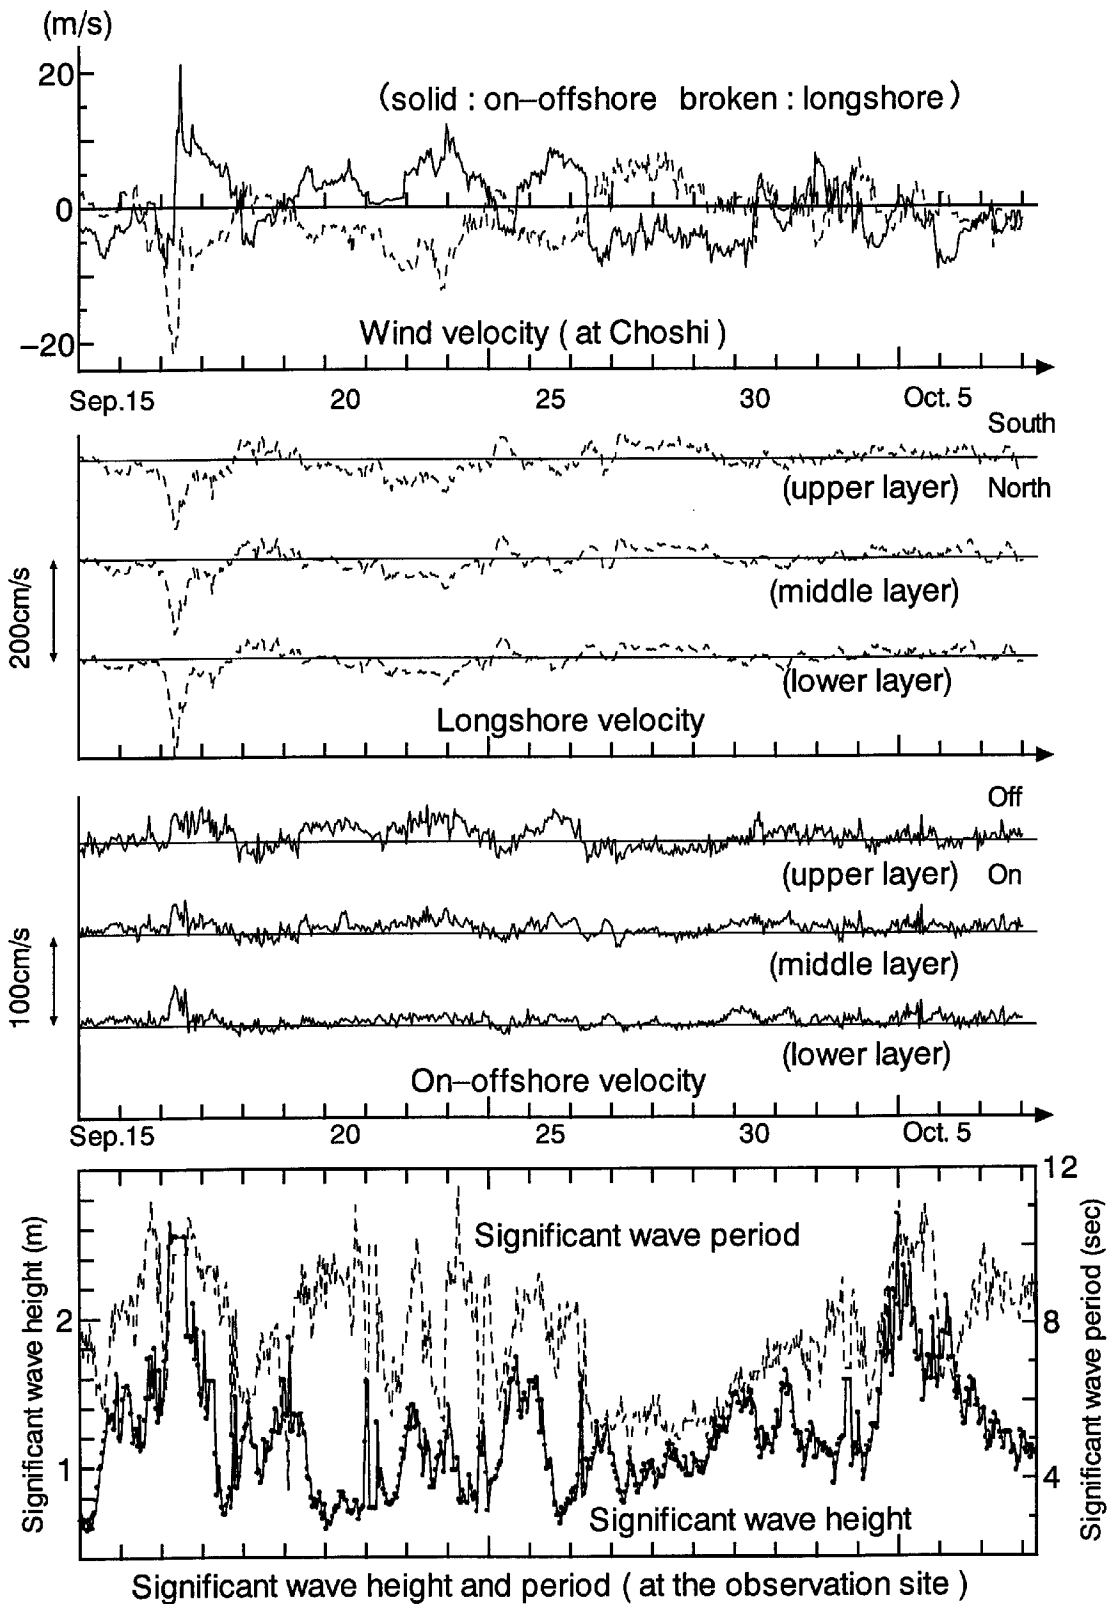 (m/s)
20
(solid : on–offshore broken : longshore)
0
–20
Wind velocity ( at Choshi )
Sep.15 20 25 30 Oct. 5
South
(upper layer) North
(middle layer)
200cm/s
(lower layer)
Longshore velocity
Off
(upper layer) On
(middle layer)
100cm/s
(lower layer)
On–offshore velocity
Sep.15 20 25 30 Oct. 5
12
Significant wave period
Significant wave height (m)
Significant wave period (sec)
2 8
1 4
Significant wave height
Significant wave height and period ( at the observation site )